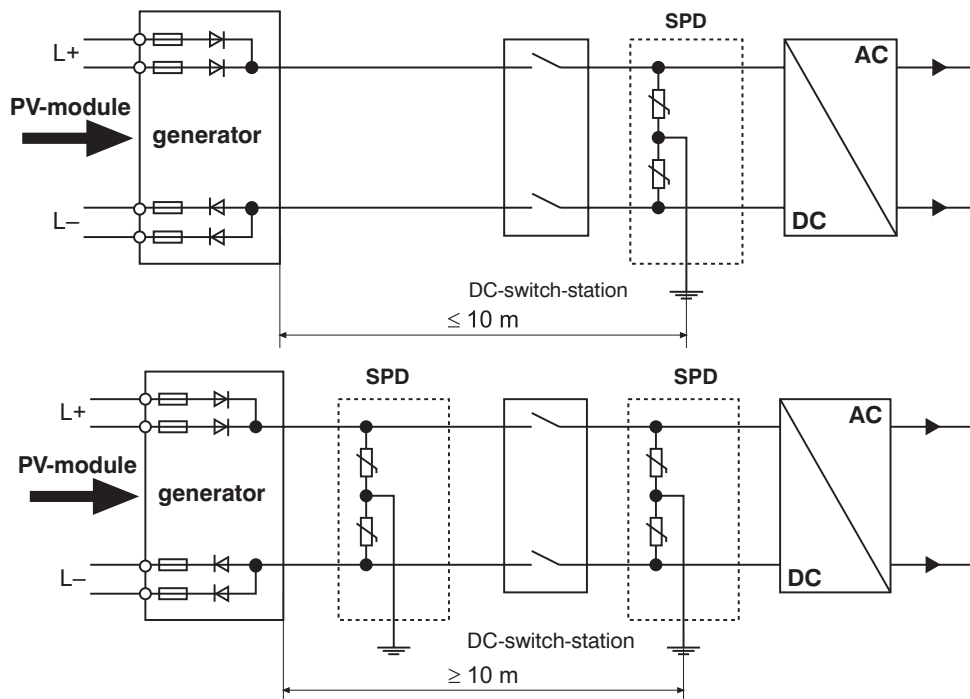 SPD
L+
AC
PV-module
generator
L–
DC
DC-switch-station
≤ 10 m
SPD
SPD
L+
AC
PV-module
generator
L–
DC
DC-switch-station
≥ 10 m